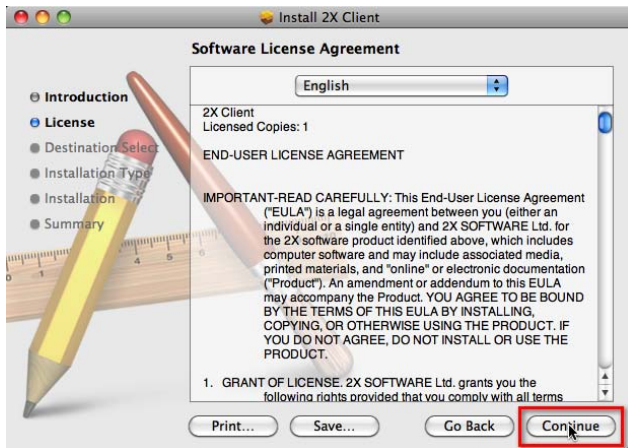 Install 2X Client
Software License Agreement
English
Introduction
License
Destination Select
Installation Type
Installation
Summary
2X Client
Licensed Copies: 1
END-USER LICENSE AGREEMENT
IMPORTANT-READ CAREFULLY: This End-User License Agreement
("EULA") is a legal agreement between you (either an
individual or a single entity) and 2X SOFTWARE Ltd. for
the 2X software product identified above, which includes
computer software and may include associated media,
printed materials, and "online" or electronic documentation
("Product"). An amendment or addendum to this EULA
may accompany the Product. YOU AGREE TO BE BOUND
BY THE TERMS OF THIS EULA BY INSTALLING,
COPYING, OR OTHERWISE USING THE PRODUCT. IF
YOU DO NOT AGREE, DO NOT INSTALL OR USE THE
PRODUCT.
1. GRANT OF LICENSE. 2X SOFTWARE Ltd. grants you the
following rights provided that you comply with all terms
Print... Save... Go Back Continue